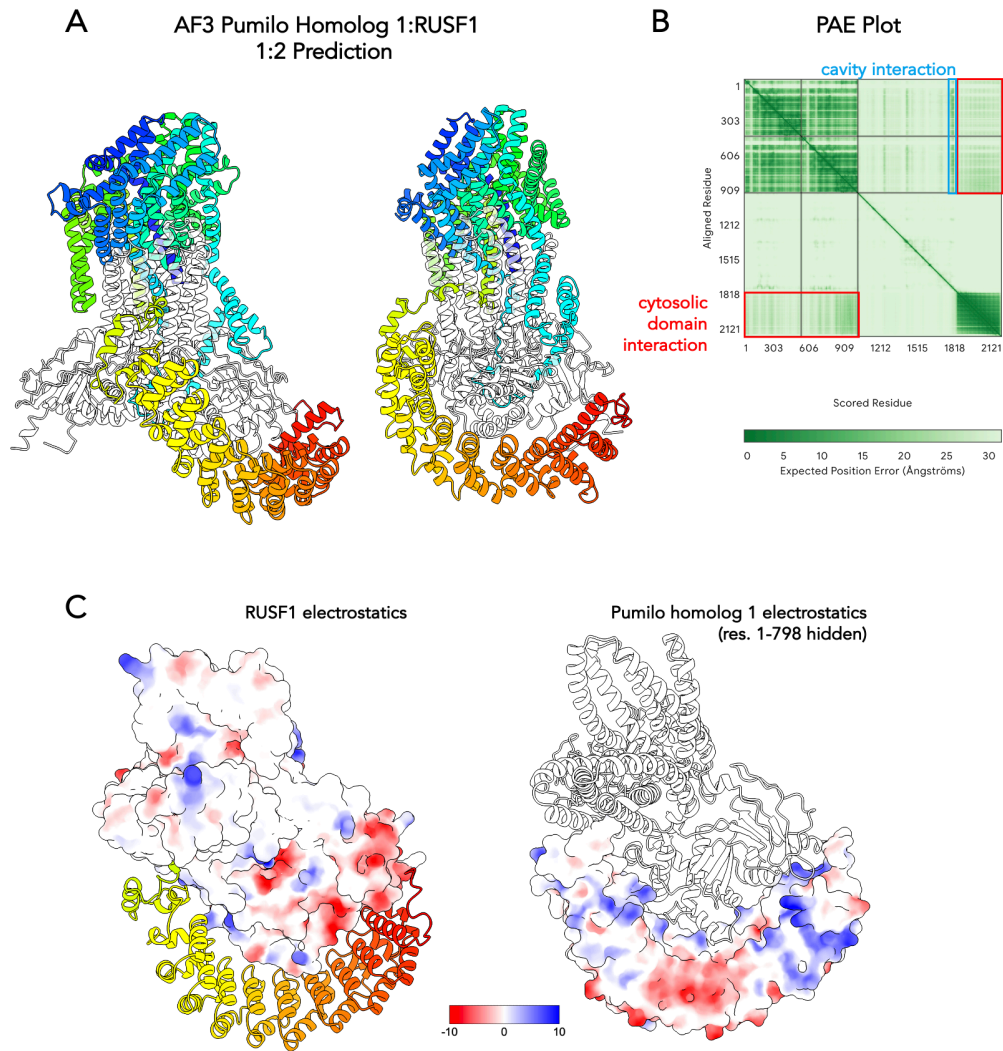 A
AF3 Pumilo Homolog 1:RUSF1
1:2 Prediction
B
PAE Plot
cavity interaction
1
303
606
909
1212
1515
1818
2121
Aligned Residue
cytosolic
domain
interaction
1 303 606 909 1212 1515 1818 2121
Scored Residue
0 5 10 15 20 25 30
Expected Position Error (Ångströms)
C
RUSF1 electrostatics
Pumilo homolog 1 electrostatics
(res. 1-798 hidden)
-10 0 10